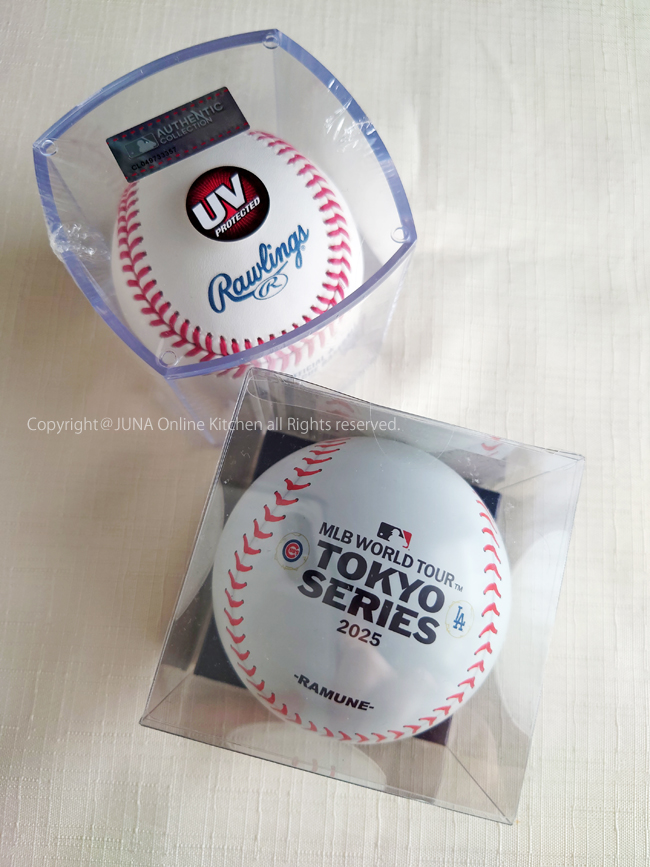 AUTHENTIC
COLLECTION
UV
PROTECTED
Rawlings
R
Copyright@JUNA Online Kitchen all Rights reserved.
MLB WORLD TOUR™
TOKYO
SERIES
2025
LA
-RAMUNE-